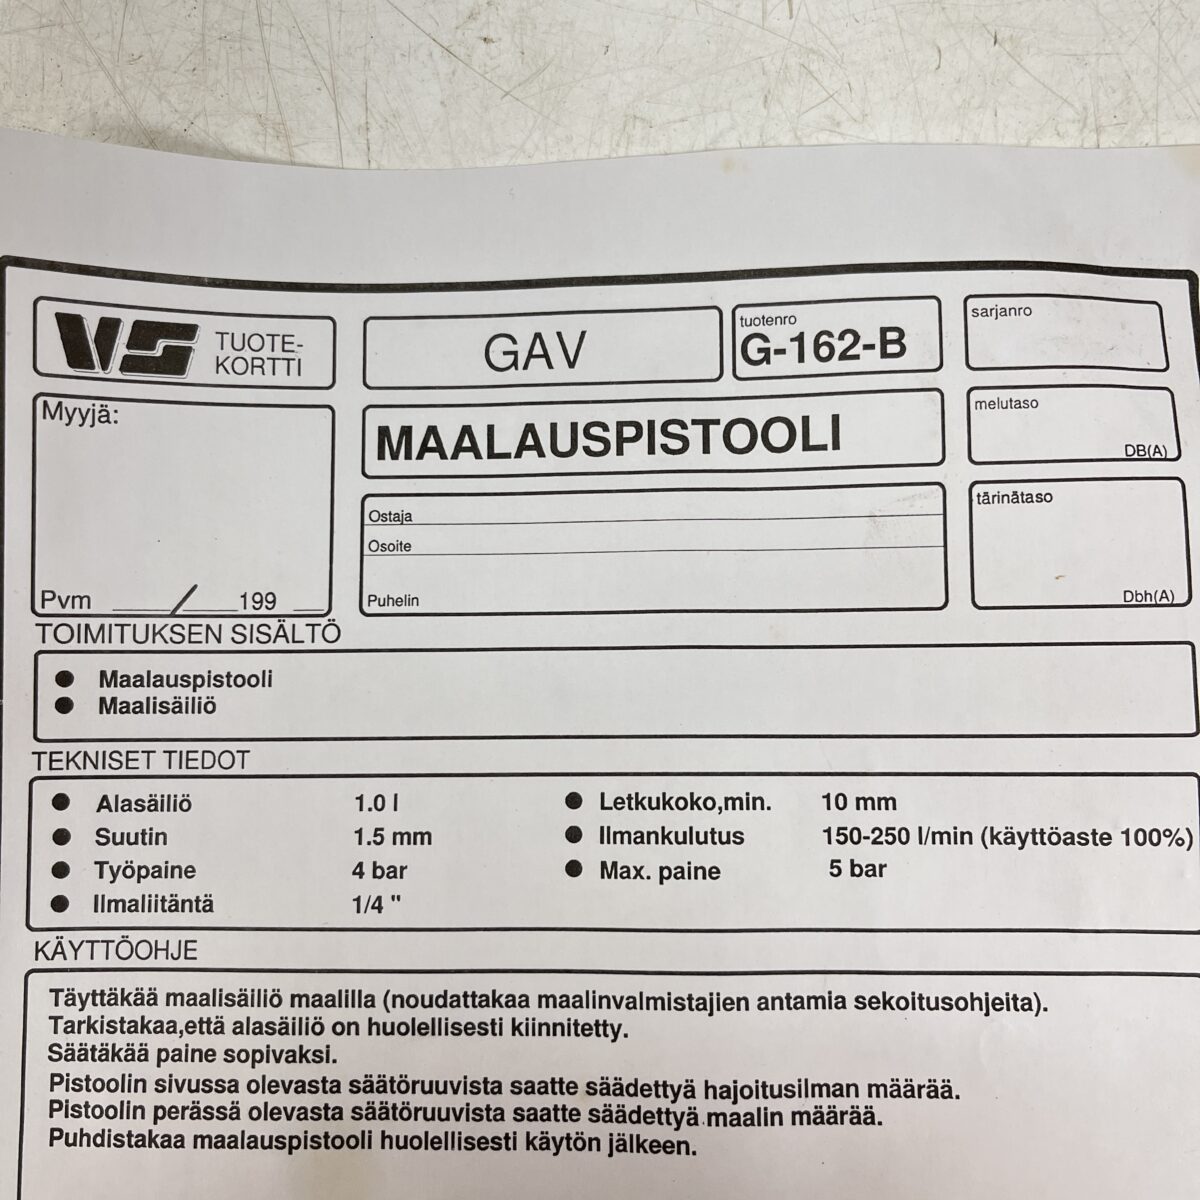 VS TUOTE-
KORTTI
GAV
tuotenro
G-162-B
sarjanro
Myyjä:
MAALAUSPISTOOLI
melutaso
DB(A)
Ostaja
Osoite
Puhelin
tärinätaso
Dbh(A)
Pvm ____/____199 __
TOIMITUKSEN SISÄLTÖ
● Maalauspistooli
● Maalisäiliö
TEKNISET TIEDOT
● Alasäiliö 1.0 l ● Letkukoko,min. 10 mm
● Suutin 1.5 mm ● Ilmankulutus 150-250 l/min (käyttöaste 100%)
● Työpaine 4 bar ● Max. paine 5 bar
● Ilmaliitäntä 1/4 "
KÄYTTÖOHJE
Täyttäkää maalisäiliö maalilla (noudattakaa maalinvalmistajien antamia sekoitusohjeita).
Tarkistakaa,että alasäiliö on huolellisesti kiinnitetty.
Säätäkää paine sopivaksi.
Pistoolin sivussa olevasta säätöruuvista saatte säädettyä hajoitusilman määrää.
Pistoolin perässä olevasta säätöruuvista saatte säädettyä maalin määrää.
Puhdistakaa maalauspistooli huolellisesti käytön jälkeen.